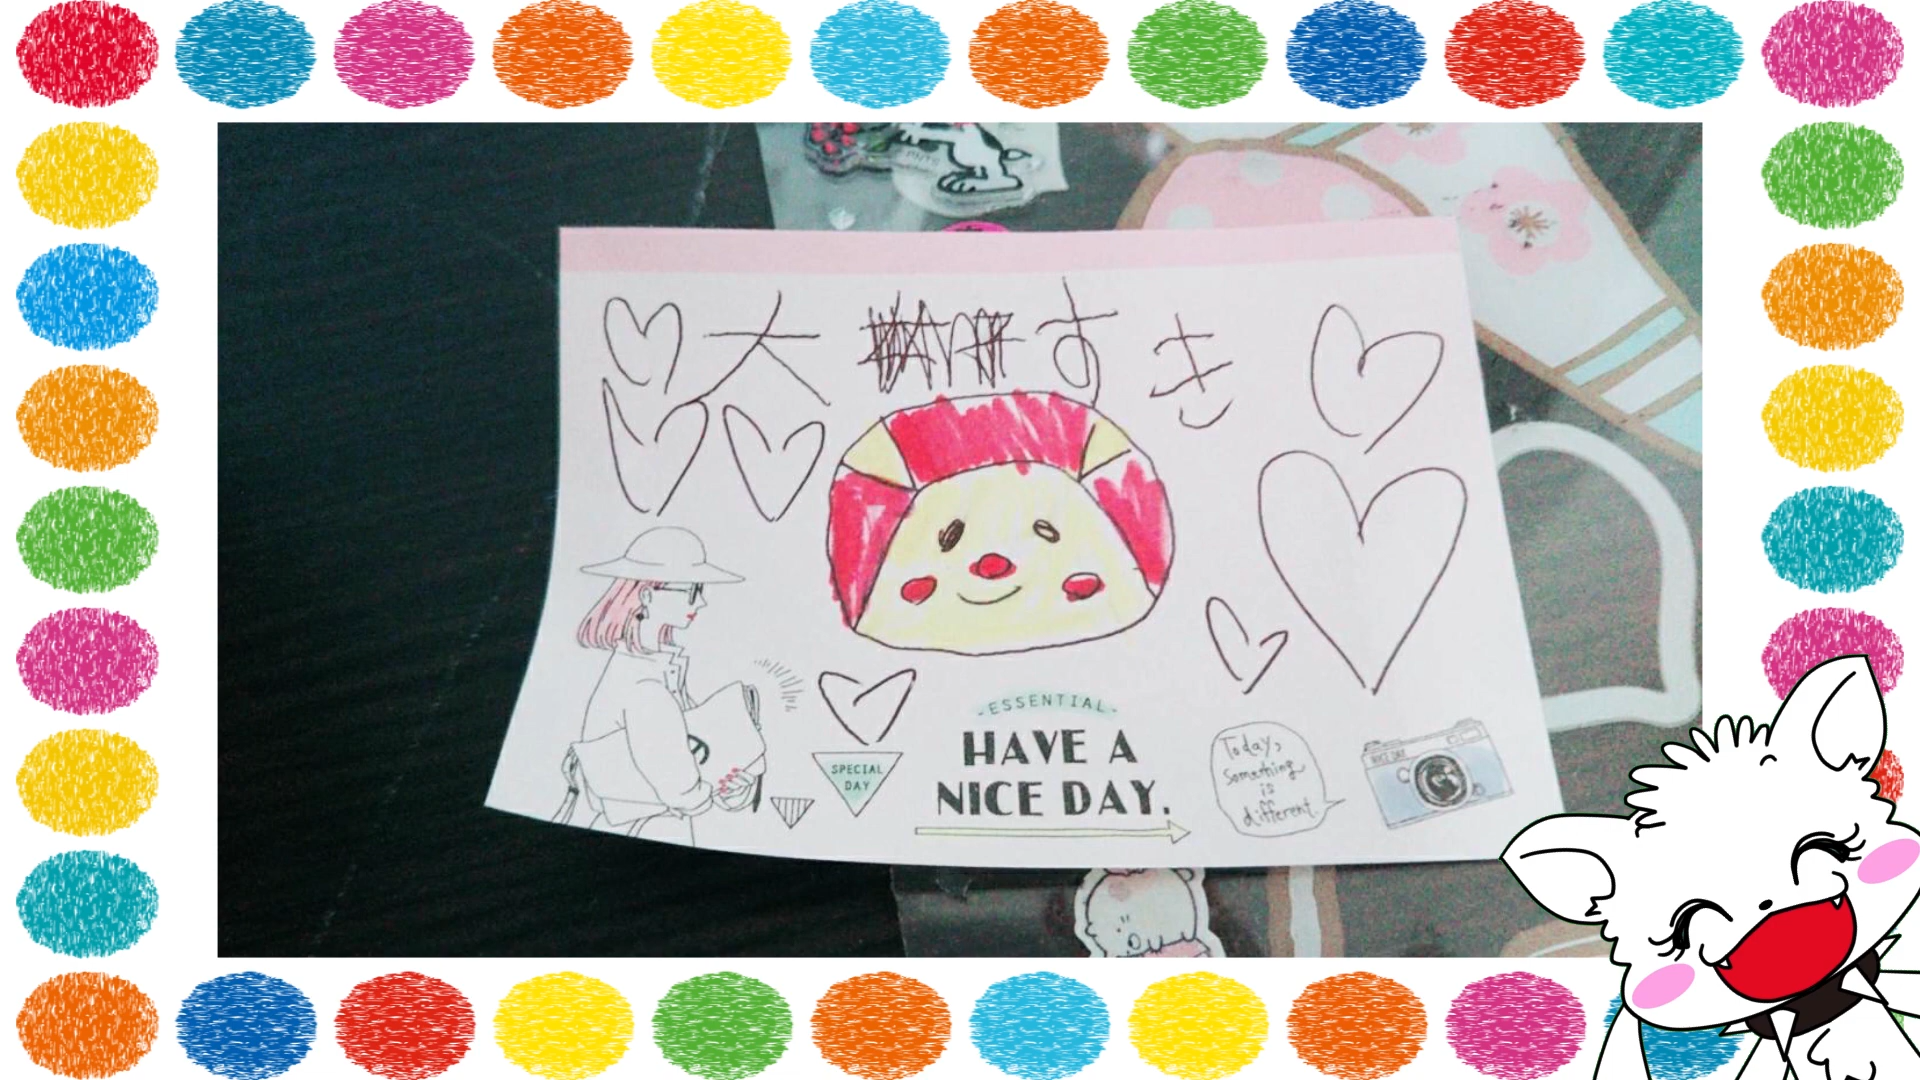 大すき
-ESSENTIAL-
HAVE A
NICE DAY.
SPECIAL
DAY
Today,
Something
is
different.